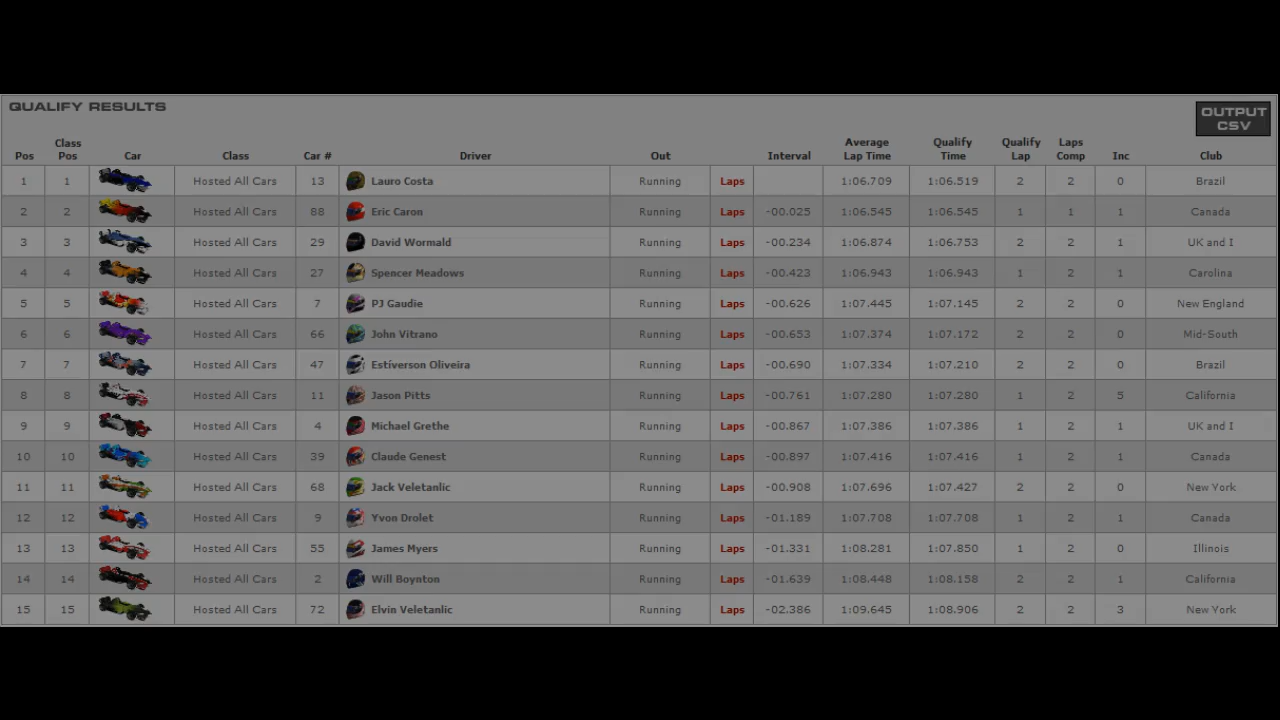 QUALIFY RESULTS
OUTPUT CSV
Pos Class Pos Car Class Car # Driver Out Interval Average Lap Time Qualify Time Qualify Lap Laps Comp Inc Club
1 1 Hosted All Cars 13 Lauro Costa Running Laps 1:06.709 1:06.519 2 2 0 Brazil
2 2 Hosted All Cars 88 Eric Caron Running Laps -00.025 1:06.545 1:06.545 1 1 1 Canada
3 3 Hosted All Cars 29 David Wormald Running Laps -00.234 1:06.874 1:06.753 2 2 1 UK and I
4 4 Hosted All Cars 27 Spencer Meadows Running Laps -00.423 1:06.943 1:06.943 1 2 1 Carolina
5 5 Hosted All Cars 7 PJ Gaudie Running Laps -00.626 1:07.445 1:07.145 2 2 0 New England
6 6 Hosted All Cars 66 John Vitrano Running Laps -00.653 1:07.374 1:07.172 2 2 0 Mid-South
7 7 Hosted All Cars 47 Estíverson Oliveira Running Laps -00.690 1:07.334 1:07.210 2 2 0 Brazil
8 8 Hosted All Cars 11 Jason Pitts Running Laps -00.761 1:07.280 1:07.280 1 2 5 California
9 9 Hosted All Cars 4 Michael Grethe Running Laps -00.867 1:07.386 1:07.386 1 2 1 UK and I
10 10 Hosted All Cars 39 Claude Genest Running Laps -00.897 1:07.416 1:07.416 1 2 1 Canada
11 11 Hosted All Cars 68 Jack Veletanlic Running Laps -00.908 1:07.696 1:07.427 2 2 0 New York
12 12 Hosted All Cars 9 Yvon Drolet Running Laps -01.189 1:07.708 1:07.708 1 2 1 Canada
13 13 Hosted All Cars 55 James Myers Running Laps -01.331 1:08.281 1:07.850 1 2 0 Illinois
14 14 Hosted All Cars 2 Will Boynton Running Laps -01.639 1:08.448 1:08.158 2 2 1 California
15 15 Hosted All Cars 72 Elvin Veletanlic Running Laps -02.386 1:09.645 1:08.906 2 2 3 New York